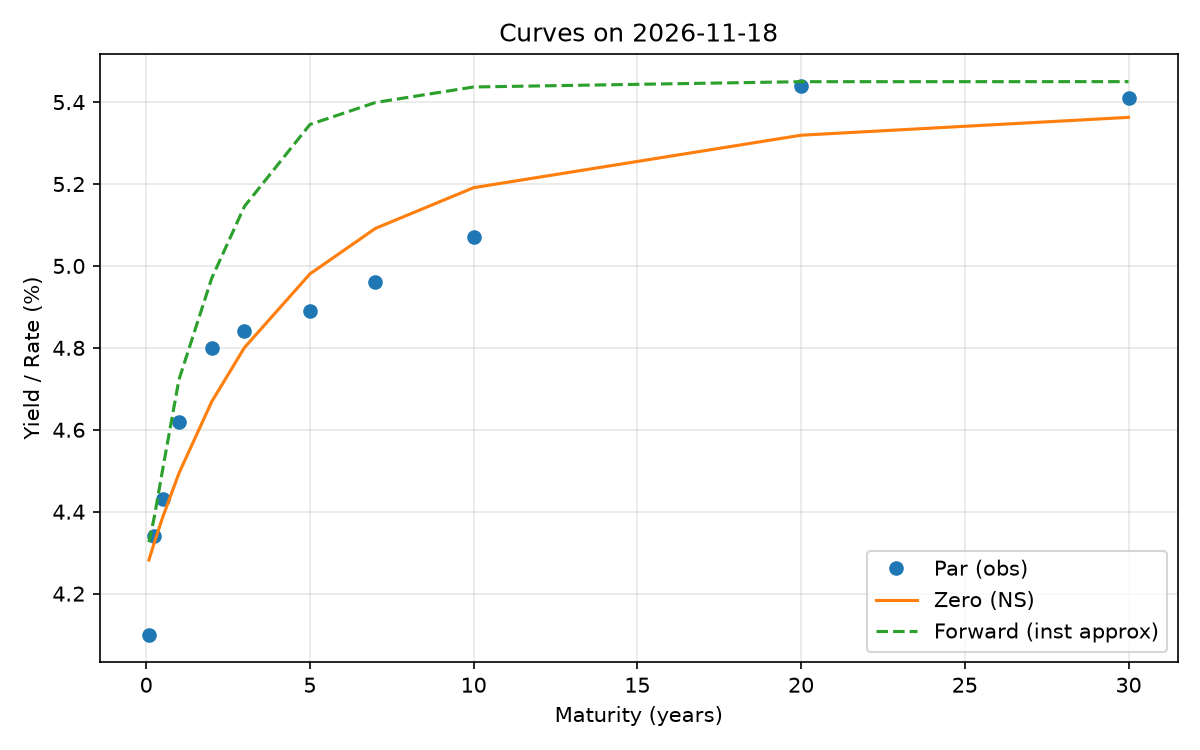 Curves on 2026-11-18
Yield / Rate (%)
5.4
5.2
5.0
4.8
4.6
4.4
4.2
0 5 10 15 20 25 30
Maturity (years)
Par (obs)
Zero (NS)
Forward (inst approx)